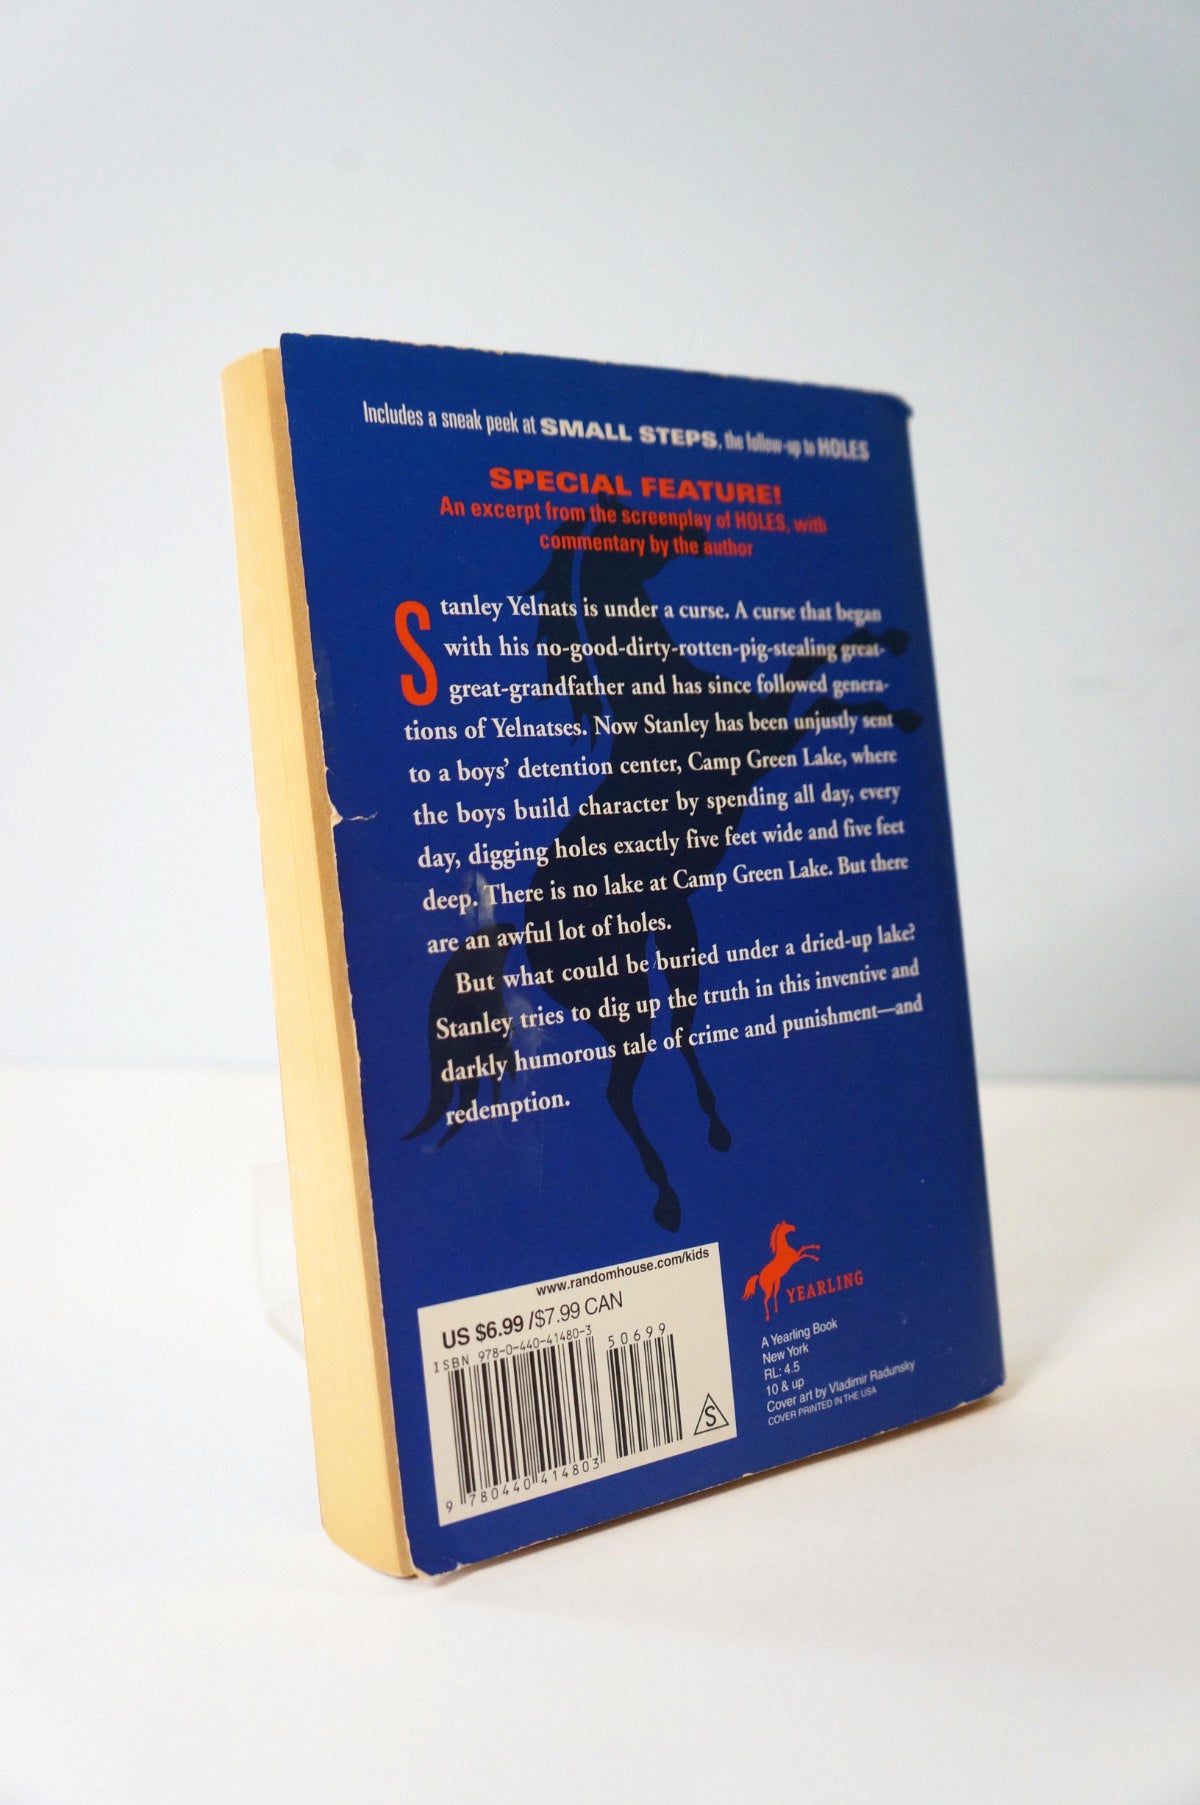 Includes a sneak peek at SMALL STEPS, the follow-up to HOLES
SPECIAL FEATURE!
An excerpt from the screenplay of HOLES, with
commentary by the author
Stanley Yelnats is under a curse. A curse that began
with his no-good-dirty-rotten-pig-stealing great-
great-grandfather and has since followed genera-
tions of Yelnatses. Now Stanley has been unjustly sent
to a boys' detention center, Camp Green Lake, where
the boys build character by spending all day, every
day, digging holes exactly five feet wide and five feet
deep. There is no lake at Camp Green Lake. But there
are an awful lot of holes.
But what could be buried under a dried-up lake?
Stanley tries to dig up the truth in this inventive and
darkly humorous tale of crime and punishment—and
redemption.
www.randomhouse.com/kids
US $6.99 /$7.99 CAN
ISBN 978-0-440-41480-3
50699
S
9 780440 414803
YEARLING
A Yearling Book
New York
RL: 4.5
10 & up
Cover art by Vladimir Radunsky
COVER PRINTED IN THE USA